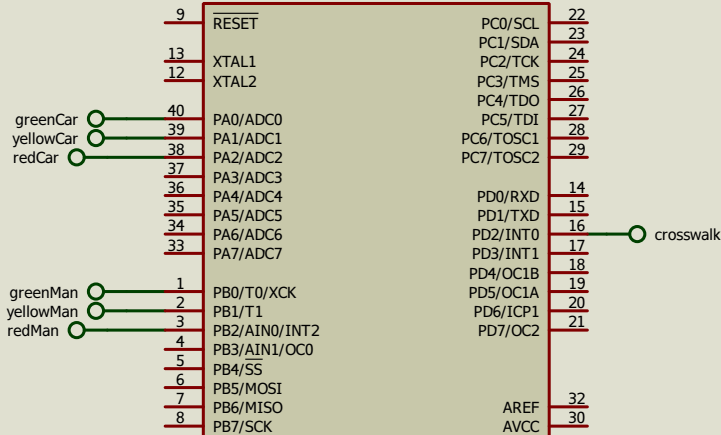 9 RESET
13 XTAL1
12 XTAL2
greenCar 40 PA0/ADC0
yellowCar 39 PA1/ADC1
redCar 38 PA2/ADC2
37 PA3/ADC3
36 PA4/ADC4
35 PA5/ADC5
34 PA6/ADC6
33 PA7/ADC7
greenMan 1 PB0/T0/XCK
yellowMan 2 PB1/T1
redMan 3 PB2/AIN0/INT2
4 PB3/AIN1/OC0
5 PB4/SS
6 PB5/MOSI
7 PB6/MISO
8 PB7/SCK
PC0/SCL 22
PC1/SDA 23
PC2/TCK 24
PC3/TMS 25
PC4/TDO 26
PC5/TDI 27
PC6/TOSC1 28
PC7/TOSC2 29
PD0/RXD 14
PD1/TXD 15
PD2/INT0 16 crosswalk
PD3/INT1 17
PD4/OC1B 18
PD5/OC1A 19
PD6/ICP1 20
PD7/OC2 21
AREF 32
AVCC 30